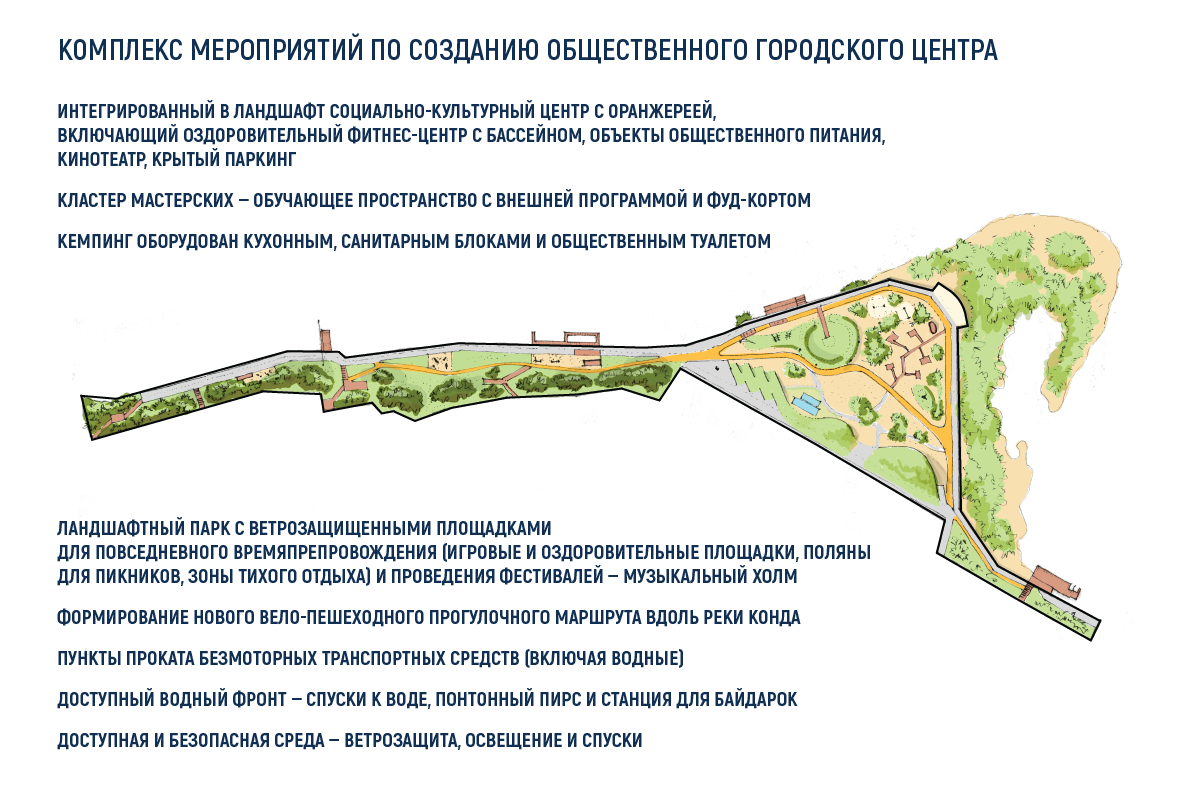 КОМПЛЕКС МЕРОПРИЯТИЙ ПО СОЗДАНИЮ ОБЩЕСТВЕННОГО ГОРОДСКОГО ЦЕНТРА
ИНТЕГРИРОВАННЫЙ В ЛАНДШАФТ СОЦИАЛЬНО-КУЛЬТУРНЫЙ ЦЕНТР С ОРАНЖЕРЕЕЙ,
ВКЛЮЧАЮЩИЙ ОЗДОРОВИТЕЛЬНЫЙ ФИТНЕС-ЦЕНТР С БАССЕЙНОМ, ОБЪЕКТЫ ОБЩЕСТВЕННОГО ПИТАНИЯ,
КИНОТЕАТР, КРЫТЫЙ ПАРКИНГ
КЛАСТЕР МАСТЕРСКИХ – ОБУЧАЮЩЕЕ ПРОСТРАНСТВО С ВНЕШНЕЙ ПРОГРАММОЙ И ФУД-КОРТОМ
КЕМПИНГ ОБОРУДОВАН КУХОННЫМ, САНИТАРНЫМ БЛОКАМИ И ОБЩЕСТВЕННЫМ ТУАЛЕТОМ
ЛАНДШАФТНЫЙ ПАРК С ВЕТРОЗАЩИЩЕННЫМИ ПЛОЩАДКАМИ
ДЛЯ ПОВСЕДНЕВНОГО ВРЕМЯПРЕПРОВОЖДЕНИЯ (ИГРОВЫЕ И ОЗДОРОВИТЕЛЬНЫЕ ПЛОЩАДКИ, ПОЛЯНЫ
ДЛЯ ПИКНИКОВ, ЗОНЫ ТИХОГО ОТДЫХА) И ПРОВЕДЕНИЯ ФЕСТИВАЛЕЙ – МУЗЫКАЛЬНЫЙ ХОЛМ
ФОРМИРОВАНИЕ НОВОГО ВЕЛО-ПЕШЕХОДНОГО ПРОГУЛОЧНОГО МАРШРУТА ВДОЛЬ РЕКИ КОНДА
ПУНКТЫ ПРОКАТА БЕЗМОТОРНЫХ ТРАНСПОРТНЫХ СРЕДСТВ (ВКЛЮЧАЯ ВОДНЫЕ)
ДОСТУПНЫЙ ВОДНЫЙ ФРОНТ – СПУСКИ К ВОДЕ, ПОНТОННЫЙ ПИРС И СТАНЦИЯ ДЛЯ БАЙДАРОК
ДОСТУПНАЯ И БЕЗОПАСНАЯ СРЕДА – ВЕТРОЗАЩИТА, ОСВЕЩЕНИЕ И СПУСКИ